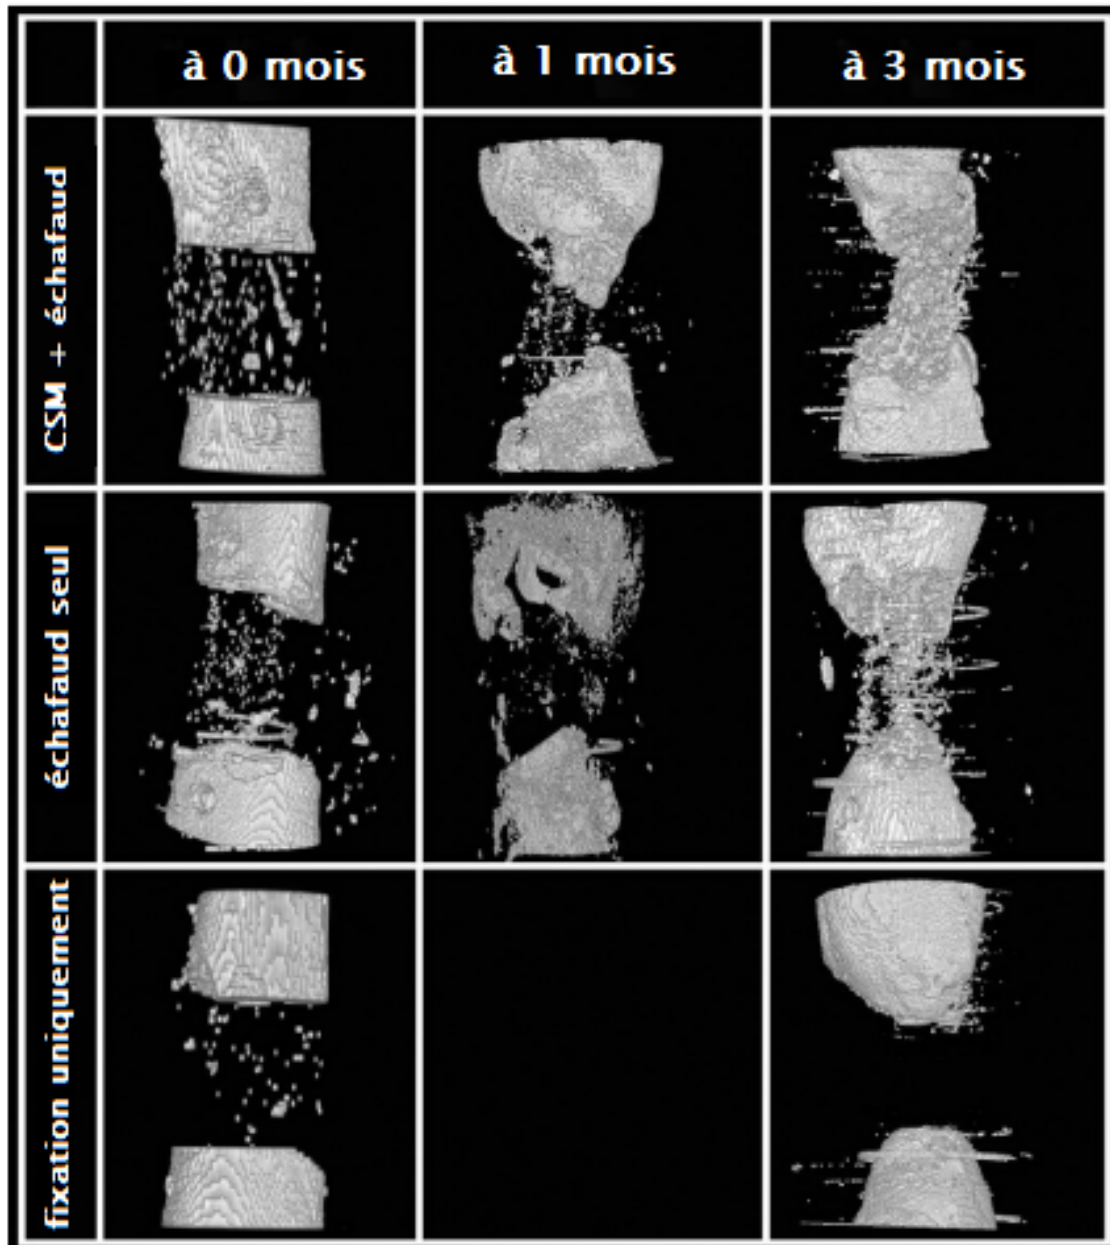 à 0 mois
à 1 mois
à 3 mois
CSM + échafaud
échafaud seul
fixation uniquement